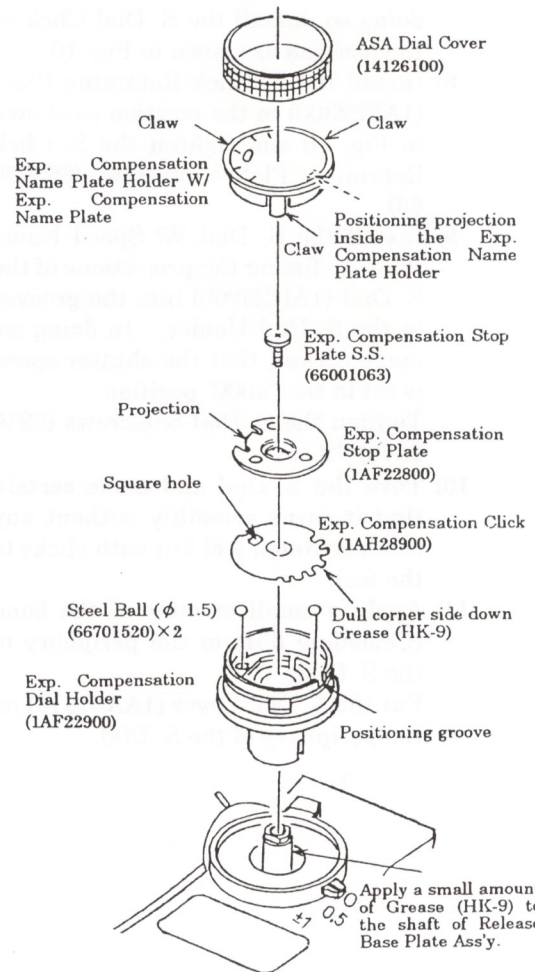 ASA Dial Cover
(14126100)
Claw
Claw
Exp. Compensation
Name Plate Holder W/
Exp. Compensation
Name Plate
0
Positioning projection
inside the Exp.
Compensation Name
Plate Holder
Claw
Exp. Compensation Stop
Plate S.S.
(66001063)
Projection
Exp. Compensation
Stop Plate
(1AF22800)
Square hole
Exp. Compensation Click
(1AH28900)
Steel Ball (ϕ 1.5)
(66701520)×2
Dull corner side down
Grease (HK-9)
Exp. Compensation
Dial Holder
(1AF22900)
Positioning groove
±1 0.5 0
Apply a small amount
of Grease (HK-9) to
the shaft of Release
Base Plate Ass'y.